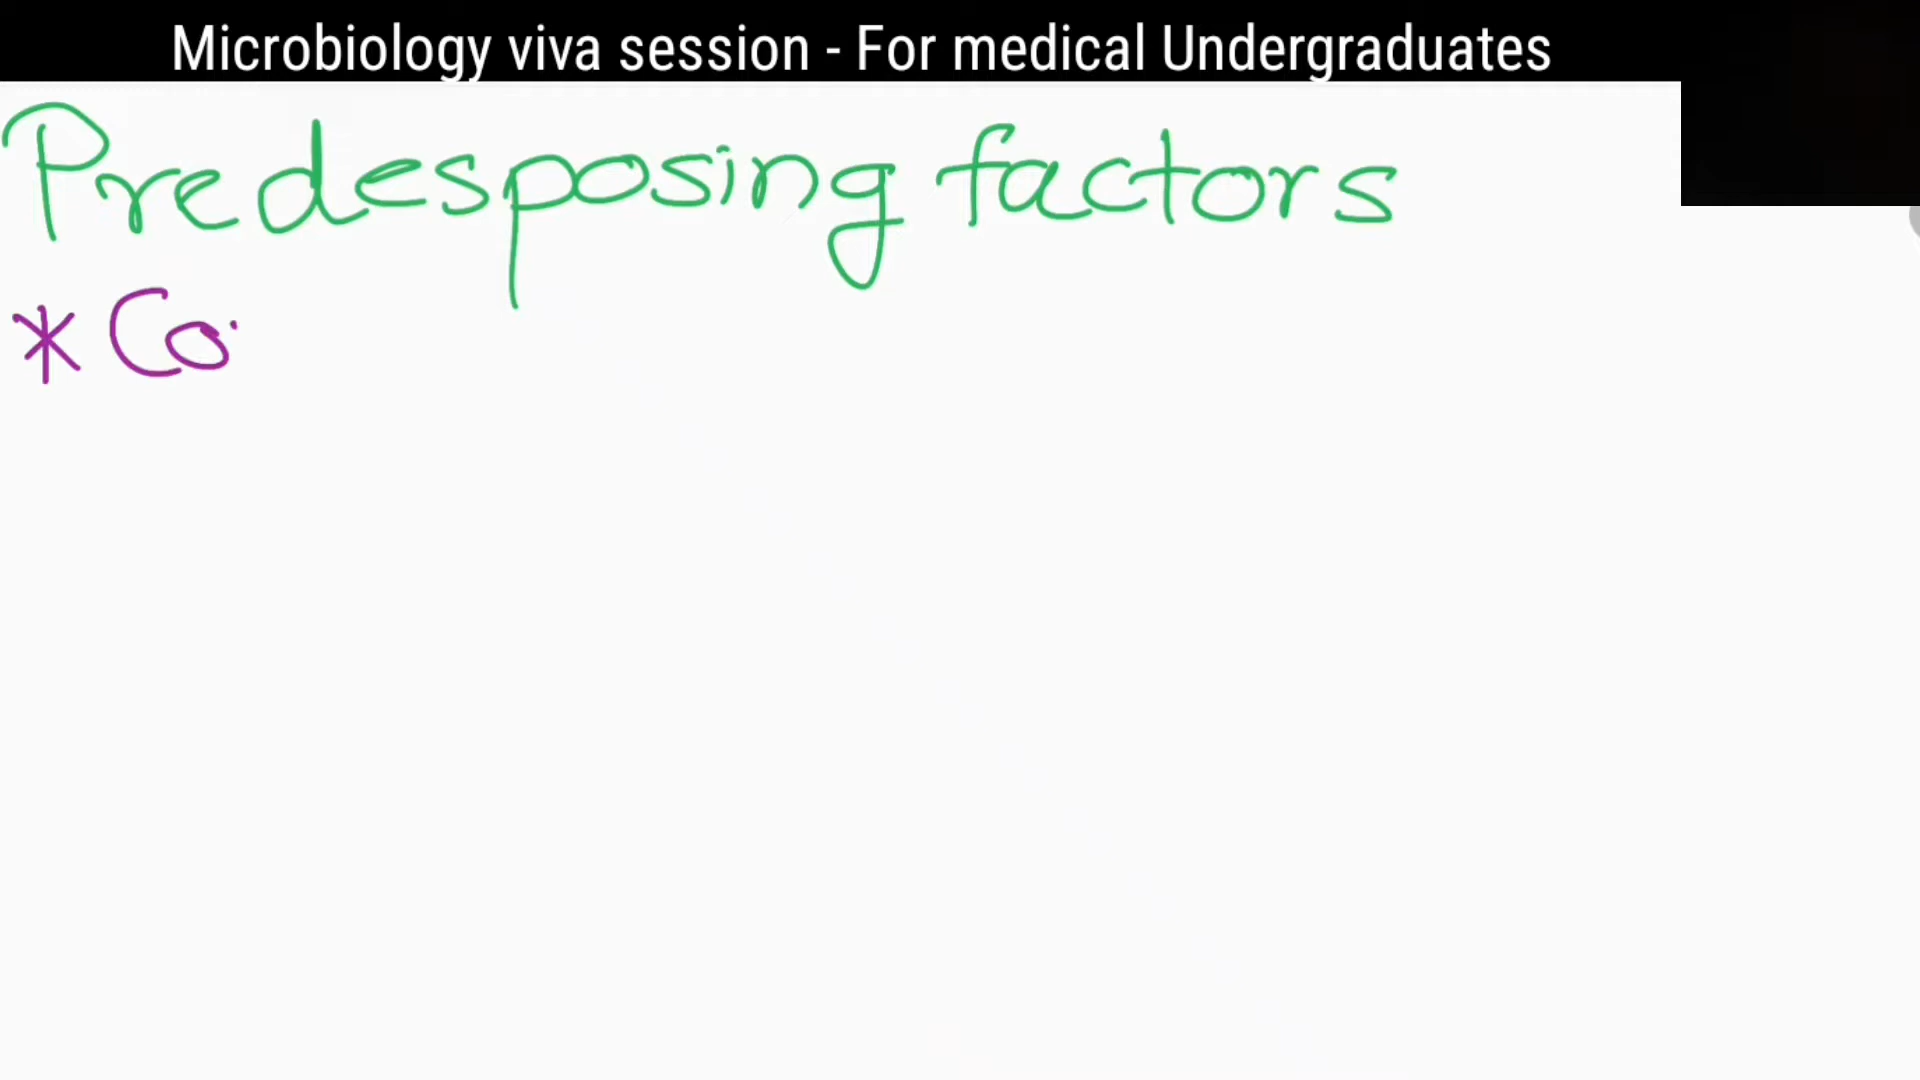 Microbiology viva session - For medical Undergraduates
Predesposing factors
* Co